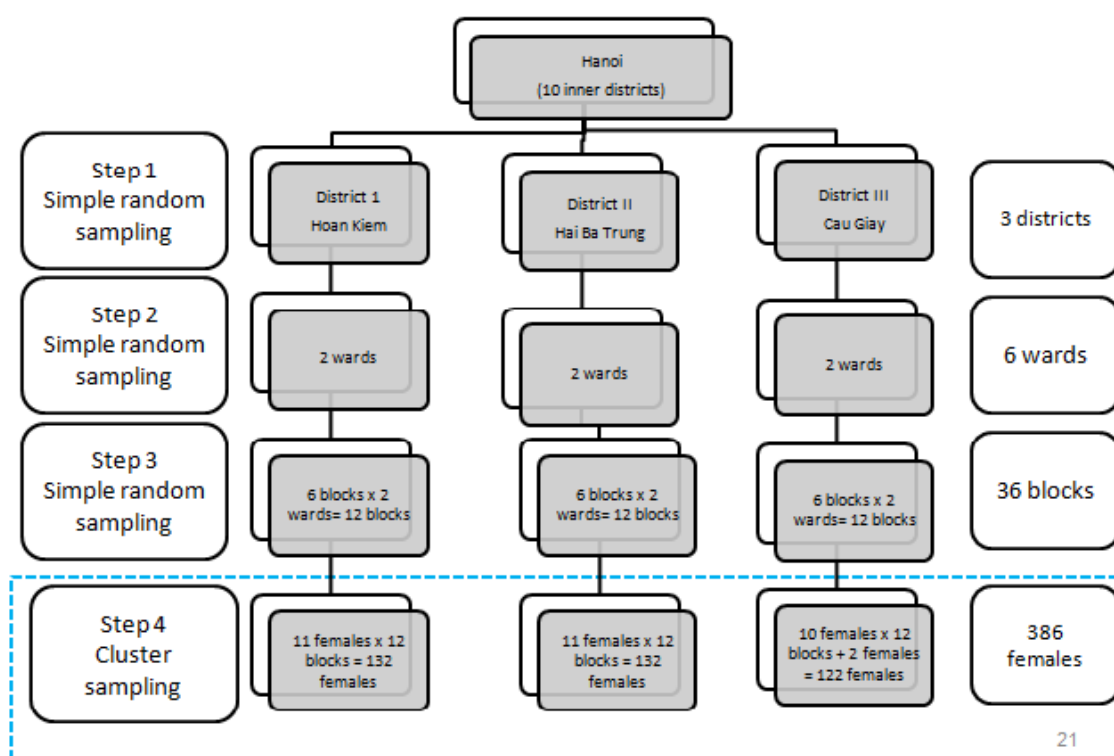 Hanoi
(10 inner districts)
Step 1
Simple random
sampling
District 1
Hoan Kiem
District II
Hai Ba Trung
District III
Cau Giay
3 districts
Step 2
Simple random
sampling
2 wards
2 wards
2 wards
6 wards
Step 3
Simple random
sampling
6 blocks x 2
wards= 12 blocks
6 blocks x 2
wards= 12 blocks
6 blocks x 2
wards= 12 blocks
36 blocks
Step 4
Cluster
sampling
11 females x 12
blocks = 132
females
11 females x 12
blocks = 132
females
10 females x 12
blocks + 2 females
= 122 females
386
females
21